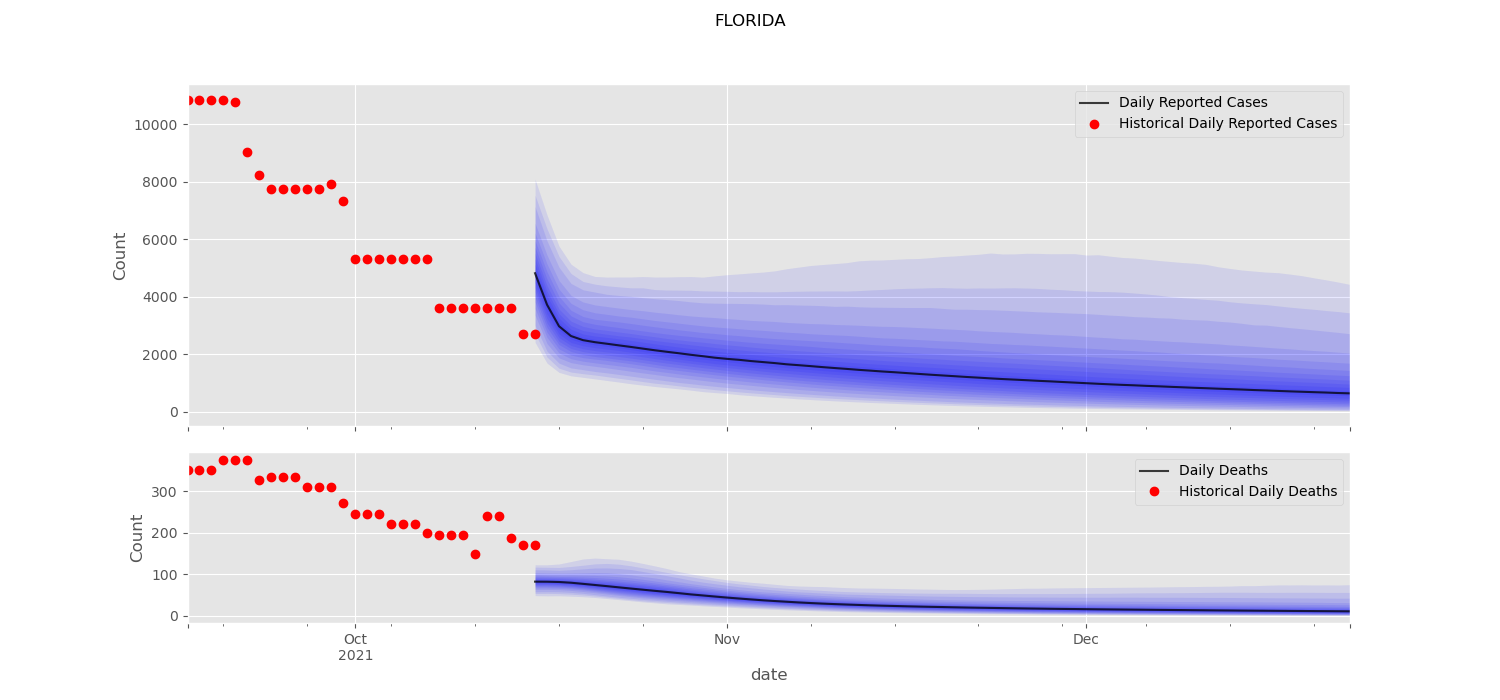 FLORIDA
Daily Reported Cases
Historical Daily Reported Cases
10000
8000
6000
4000
2000
0
Count
Daily Deaths
Historical Daily Deaths
300
200
100
0
Count
Oct
2021
Nov
Dec
date